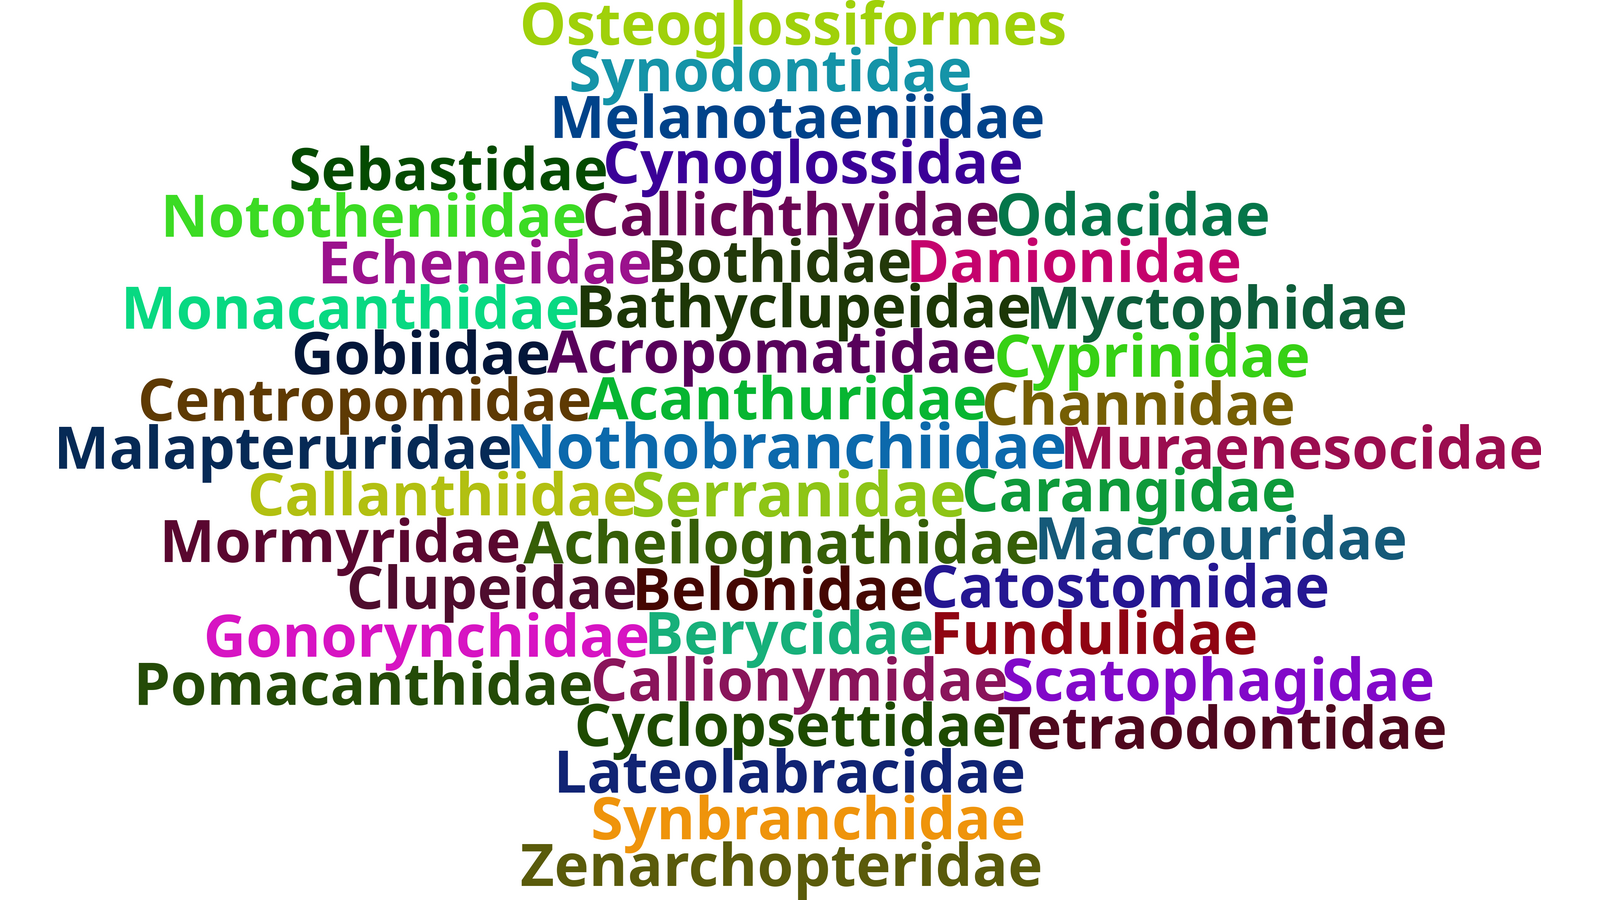 Osteoglossiformes
Synodontidae
Melanotaeniidae
Sebastidae Cynoglossidae
Nototheniidae Callichthyidae Odacidae
Echeneidae Bothidae Danionidae
Monacanthidae Bathyclupeidae Myctophidae
Gobiidae Acropomatidae Cyprinidae
Centropomidae Acanthuridae Channidae
Malapteruridae Nothobranchiidae Muraenesocidae
Callanthiidae Serranidae Carangidae
Mormyridae Acheilognathidae Macrouridae
Clupeidae Belonidae Catostomidae
Gonorynchidae Berycidae Fundulidae
Pomacanthidae Callionymidae Scatophagidae
Cyclopsettidae Tetraodontidae
Lateolabracidae
Synbranchidae
Zenarchopteridae